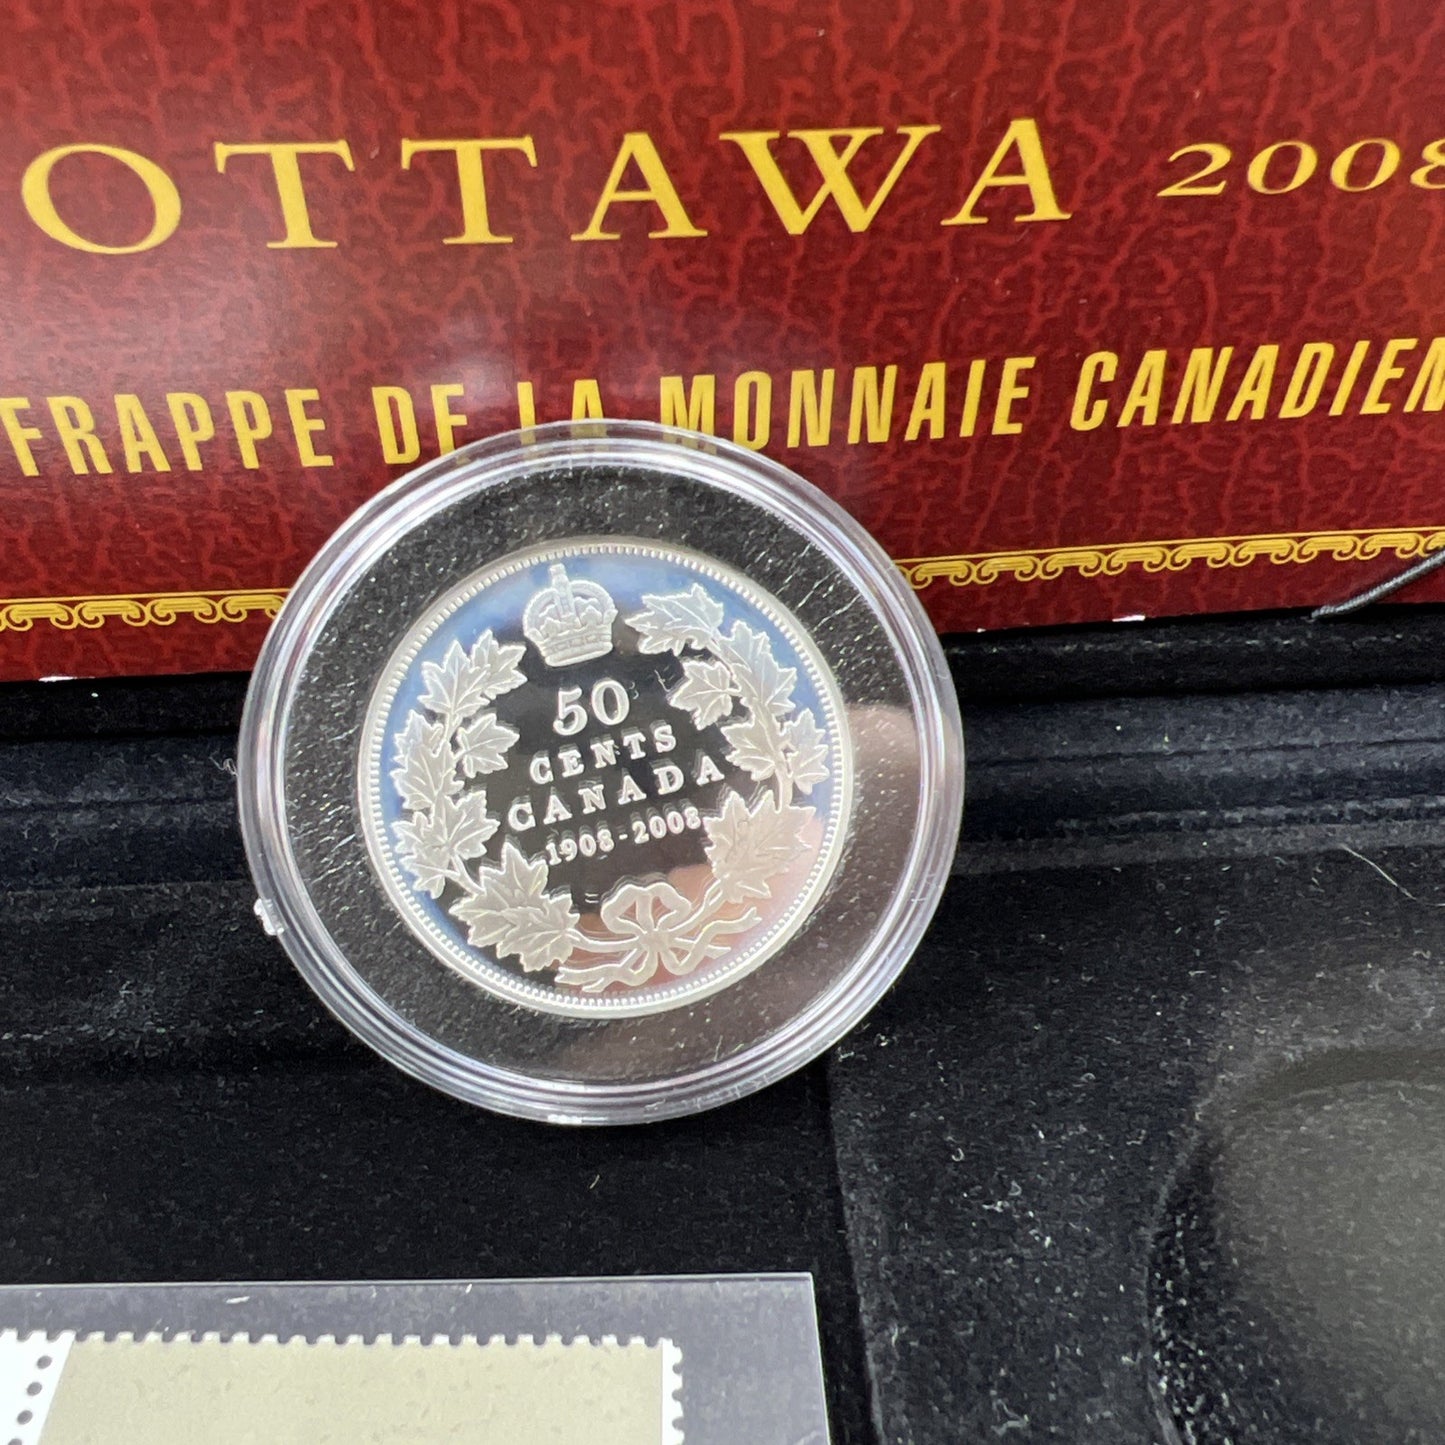 OTTAWA 2008
FRAPPE DE LA MONNAIE CANADIEN
50
CENTS
CANADA
1908-2008